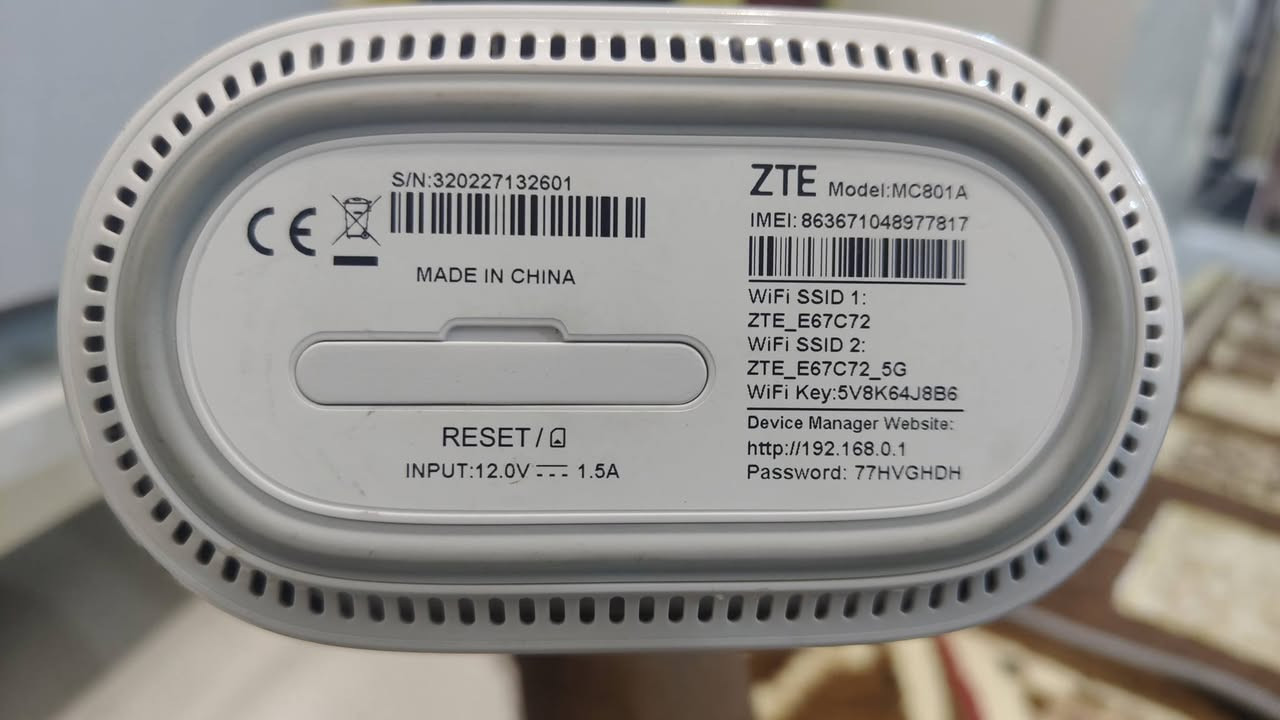 S/N:320227132601
MADE IN CHINA
RESET/
INPUT:12.0V 1.5A
ZTE Model:MC801A
IMEI: 863671048977817
WiFi SSID 1:
ZTE_E67C72
WiFi SSID 2:
ZTE_E67C72_5G
WiFi Key:5V8K64J8B6
Device Manager Website:
http://192.168.0.1
Password: 77HVGHDH